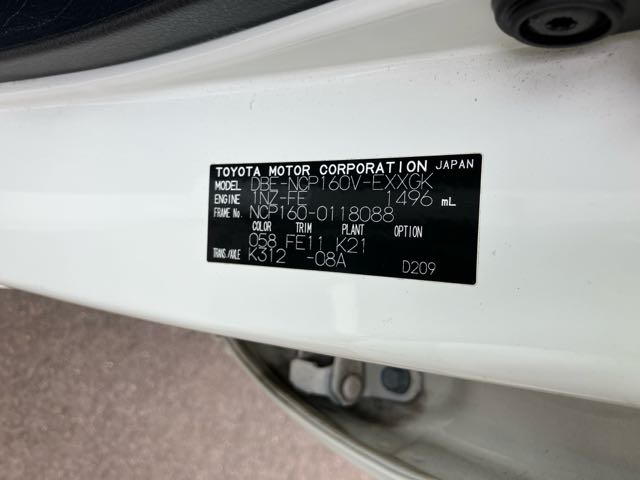 TOYOTA MOTOR CORPORATION JAPAN
MODEL DBE-NCP160V-EXXGK
ENGINE 1NZ-FE 1496 mL
FRAME No. NCP160-0118088
COLOR TRIM PLANT OPTION
058 FE11 K21
TRANS./AXLE K312 -08A
D209